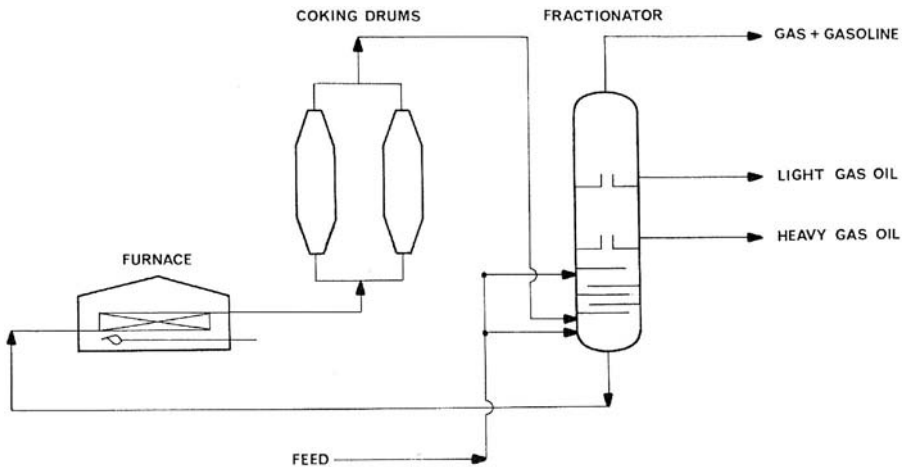 COKING DRUMS
FRACTIONATOR
GAS + GASOLINE
LIGHT GAS OIL
HEAVY GAS OIL
FURNACE
FEED